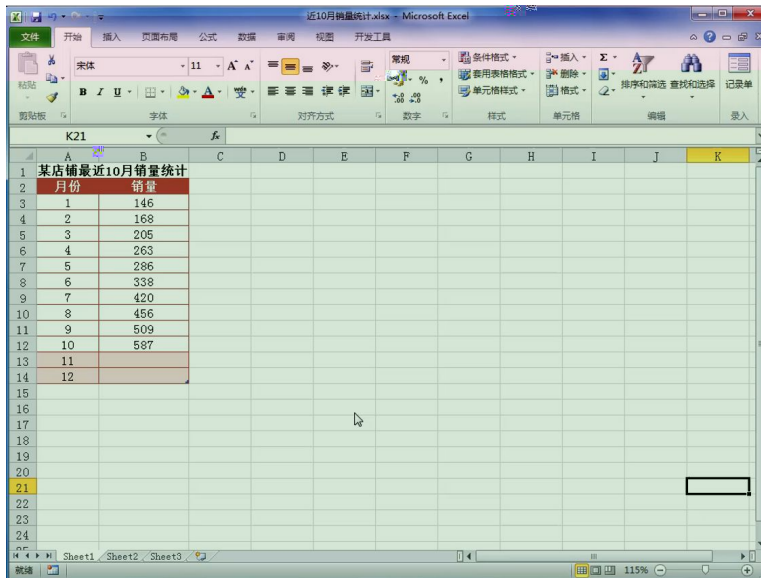 近10月销量统计.xlsx - Microsoft Excel
文件 开始 插入 页面布局 公式 数据 审阅 视图 开发工具
粘贴
宋体 11 A A
B I U A 变
常规
% ,
条件格式
套用表格格式
单元格样式
插入
删除
格式
Σ
排序和筛选 查找和选择 记录单
剪贴板 字体 对齐方式 数字 样式 单元格 编辑 录入
K21 fx
A B C D E F G H I J K
1 某店铺最近10月销量统计
2 月份 销量
3 1 146
4 2 168
5 3 205
6 4 263
7 5 286
8 6 338
9 7 420
10 8 456
11 9 509
12 10 587
13 11
14 12
15
16
17
18
19
20
21
22
23
24
Sheet1 Sheet2 Sheet3
就绪 115%